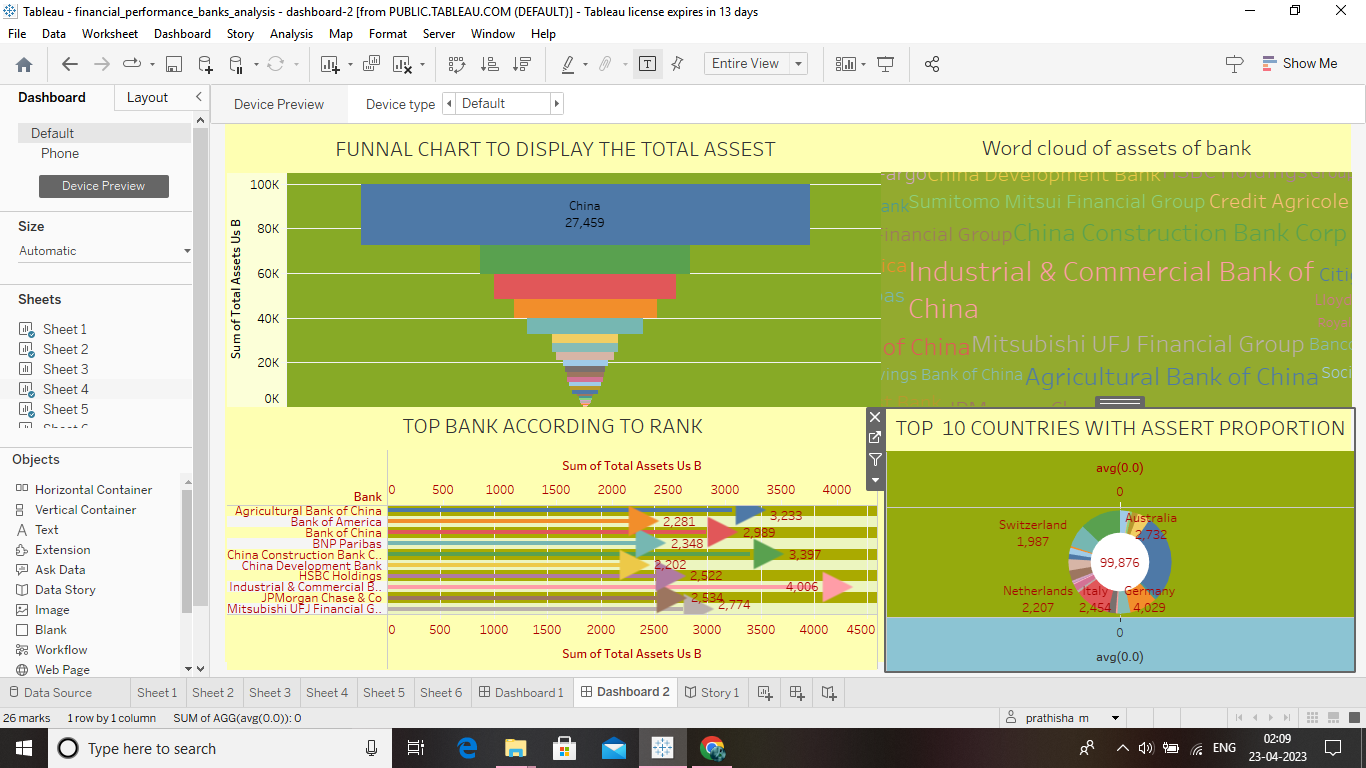 Tableau - financial_performance_banks_analysis - dashboard-2 [from PUBLIC.TABLEAU.COM (DEFAULT)] - Tableau license expires in 13 days
File Data Worksheet Dashboard Story Analysis Map Format Server Window Help
Entire View
Show Me
Dashboard Layout
Default
Phone
Device Preview
Size
Automatic
Sheets
Sheet 1
Sheet 2
Sheet 3
Sheet 4
Sheet 5
Objects
Horizontal Container
Vertical Container
Text
Extension
Ask Data
Data Story
Image
Blank
Workflow
Web Page
Device Preview Device type Default
FUNNAL CHART TO DISPLAY THE TOTAL ASSEST
Sum of Total Assets Us B
100K
80K
60K
40K
20K
0K
China
27,459
Word cloud of assets of bank
China Development Bank
Sumitomo Mitsui Financial Group Credit Agricole
Financial Group China Construction Bank Corp
Industrial & Commercial Bank of
China
of China Mitsubishi UFJ Financial Group Banco
Bank of China Agricultural Bank of China Soci
TOP BANK ACCORDING TO RANK
Sum of Total Assets Us B
Bank 0 500 1000 1500 2000 2500 3000 3500 4000
Agricultural Bank of China 3,233
Bank of America 2,281
Bank of China 2,989
BNP Paribas 2,348
China Construction Bank C.. 3,397
China Development Bank 2,202
HSBC Holdings 2,522
Industrial & Commercial B.. 4,006
JPMorgan Chase & Co 2,534
Mitsubishi UFJ Financial G.. 2,774
0 500 1000 1500 2000 2500 3000 3500 4000 4500
Sum of Total Assets Us B
TOP 10 COUNTRIES WITH ASSERT PROPORTION
avg(0.0)
0
Switzerland
1,987
Australia
2,732
99,876
Netherlands
2,207
Italy
2,454
Germany
4,029
0
avg(0.0)
Data Source Sheet 1 Sheet 2 Sheet 3 Sheet 4 Sheet 5 Sheet 6 Dashboard 1 Dashboard 2 Story 1
26 marks 1 row by 1 column SUM of AGG(avg(0.0)): 0
prathisha m
Type here to search
ENG
02:09
23-04-2023